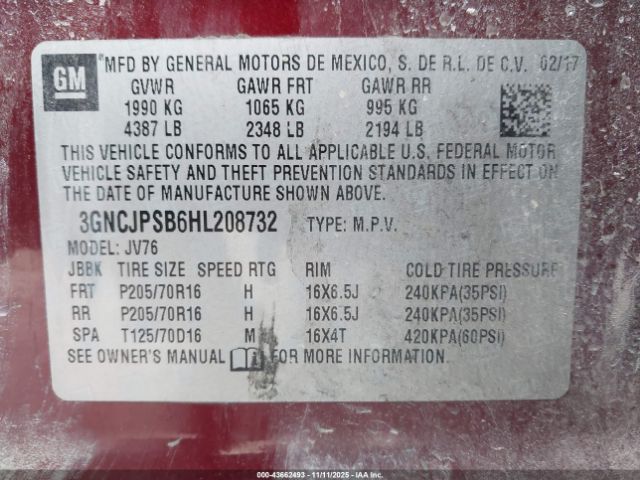 GM
*MFD BY GENERAL MOTORS DE MEXICO, S. DE R.L. DE C.V. 02/17
GVWR GAWR FRT GAWR RR
1990 KG 1065 KG 995 KG
4387 LB 2348 LB 2194 LB
THIS VEHICLE CONFORMS TO ALL APPLICABLE U.S. FEDERAL MOTOR
VEHICLE SAFETY AND THEFT PREVENTION STANDARDS IN EFFECT ON
THE DATE OF MANUFACTURE SHOWN ABOVE.
3GNCJPSB6HL208732 TYPE: M.P.V.
MODEL: JV76
JBBK TIRE SIZE SPEED RTG RIM COLD TIRE PRESSURE
FRT P205/70R16 H 16X6.5J 240KPA(35PSI)
RR P205/70R16 H 16X6.5J 240KPA(35PSI)
SPA T125/70D16 M 16X4T 420KPA(60PSI)
SEE OWNER'S MANUAL FOR MORE INFORMATION.
000-43662493 - 11/11/2025 - IAAI.COM